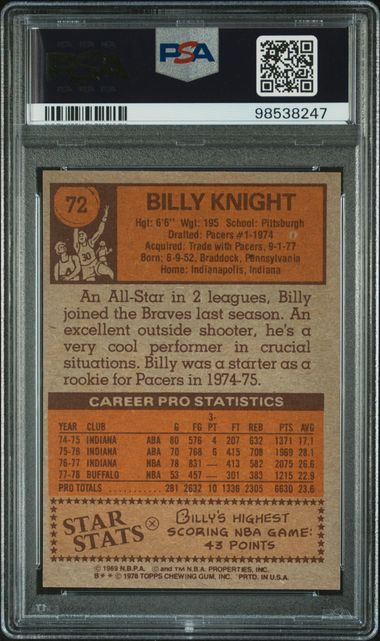 PSA
98538247
72
BILLY KNIGHT
Hgt: 6'6" Wgt: 195 School: Pittsburgh
Drafted: Pacers #1-1974
Acquired: Trade with Pacers, 9-1-77
Born: 6-9-52, Braddock, Pennsylvania
Home: Indianapolis, Indiana
30
An All-Star in 2 leagues, Billy
joined the Braves last season. An
excellent outside shooter, he's a
very cool performer in crucial
situations. Billy was a starter as a
rookie for Pacers in 1974-75.
CAREER PRO STATISTICS
YEAR CLUB G FG 3-PT FT REB PTS AVG
74-75 INDIANA ABA 80 576 4 207 632 1371 17.1
75-76 INDIANA ABA 70 768 6 415 708 1969 28.1
76-77 INDIANA NBA 78 831 — 413 582 2075 26.6
77-78 BUFFALO NBA 53 457 — 301 383 1215 22.9
PRO TOTALS 281 2632 10 1336 2305 6630 23.6
STAR
STATS
BILLY'S HIGHEST
SCORING NBA GAME:
43 POINTS
© 1969 N.B.P.A. © and ™ N.B.A. PROPERTIES, INC.
B** © 1978 TOPPS CHEWING GUM, INC. PRTD. IN U.S.A.